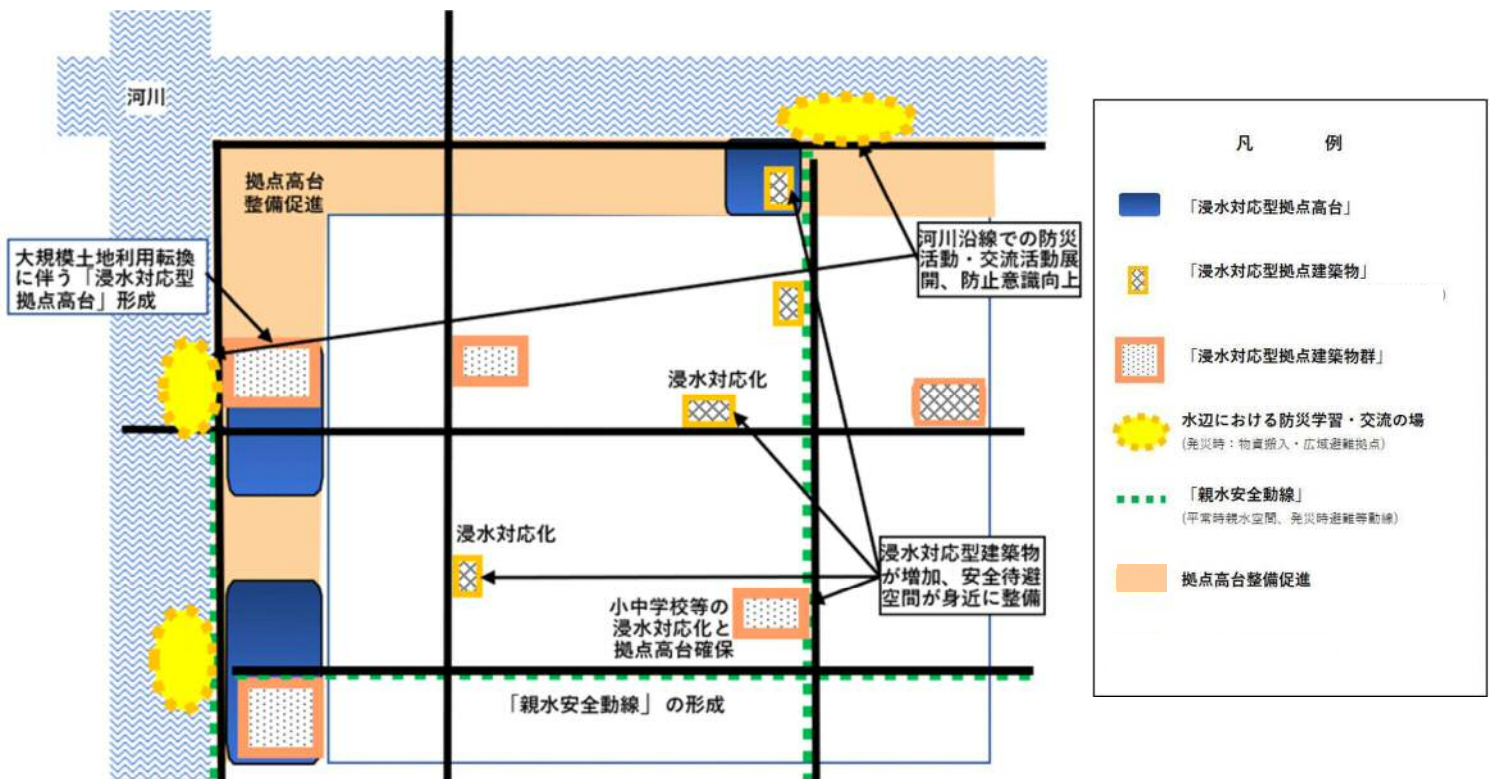 河川
拠点高台
整備促進
大規模土地利用転換
に伴う「浸水対応型
拠点高台」形成
河川沿線での防災
活動・交流活動展
開、防止意識向上
浸水対応化
浸水対応化
浸水対応型建築物
が増加、安全待避
空間が身近に整備
小中学校等の
浸水対応化と
拠点高台確保
「親水安全動線」の形成
凡　例
「浸水対応型拠点高台」
「浸水対応型拠点建築物」
)
「浸水対応型拠点建築物群」
水辺における防災学習・交流の場
(発災時：物資搬入・広域避難拠点)
「親水安全動線」
(平常時親水空間、発災時避難等動線)
拠点高台整備促進